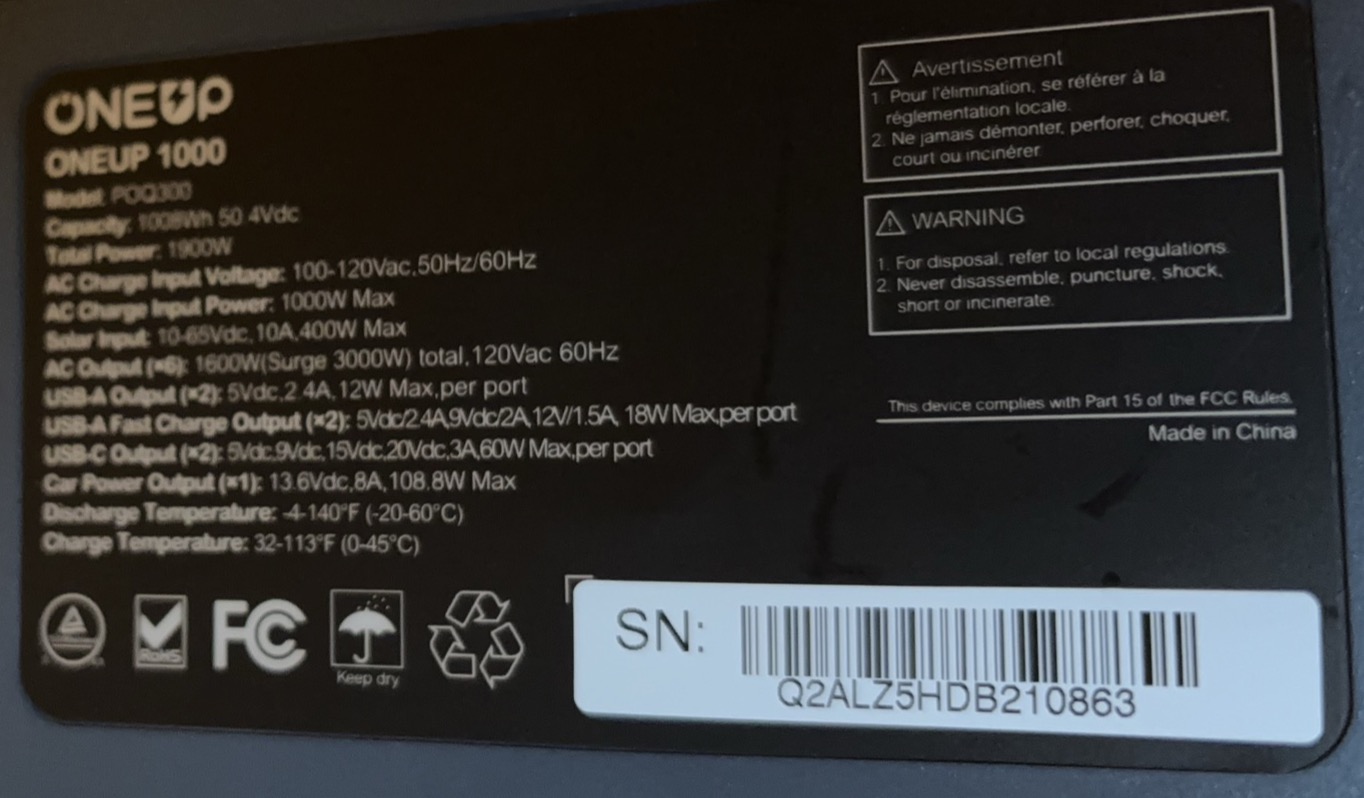 ONEUP
ONEUP 1000
Model: POQ300
Capacity: 1008Wh 50.4Vdc
Total Power: 1900W
AC Charge Input Voltage: 100-120Vac,50Hz/60Hz
AC Charge Input Power: 1000W Max
Solar Input: 10-65Vdc,10A,400W Max
AC Output (×6): 1600W(Surge 3000W) total,120Vac 60Hz
USB-A Output (×2): 5Vdc,2.4A,12W Max,per port
USB-A Fast Charge Output (×2): 5Vdc/2.4A,9Vdc/2A,12V/1.5A, 18W Max,per port
USB-C Output (×2): 5Vdc,9Vdc,15Vdc,20Vdc,3A,60W Max,per port
Car Power Output (×1): 13.6Vdc,8A,108.8W Max
Discharge Temperature: -4-140°F (-20-60°C)
Charge Temperature: 32-113°F (0-45°C)
RoHS
FC
Keep dry
Avertissement
1. Pour l'élimination, se référer à la
réglementation locale.
2. Ne jamais démonter, perforer, choquer,
court ou incinérer
WARNING
1. For disposal, refer to local regulations.
2. Never disassemble, puncture, shock,
short or incinerate.
This device complies with Part 15 of the FCC Rules.
Made in China
SN:
Q2ALZ5HDB210863